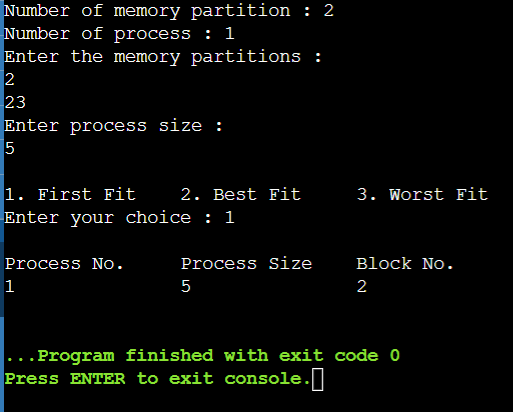 Number of memory partition : 2
Number of process : 1
Enter the memory partitions :
2
23
Enter process size :
5
1. First Fit    2. Best Fit     3. Worst Fit
Enter your choice : 1
Process No.     Process Size    Block No.
1               5               2
...Program finished with exit code 0
Press ENTER to exit console.